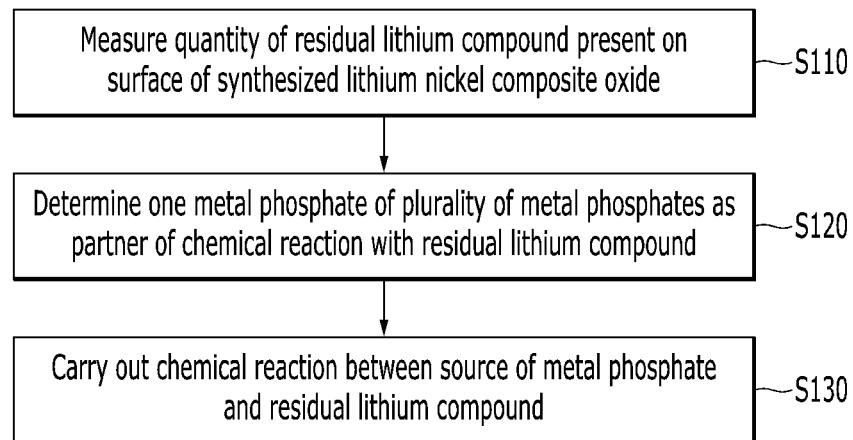 Measure quantity of residual lithium compound present on
surface of synthesized lithium nickel composite oxide
S110
Determine one metal phosphate of plurality of metal phosphates as
partner of chemical reaction with residual lithium compound
S120
Carry out chemical reaction between source of metal phosphate
and residual lithium compound
S130